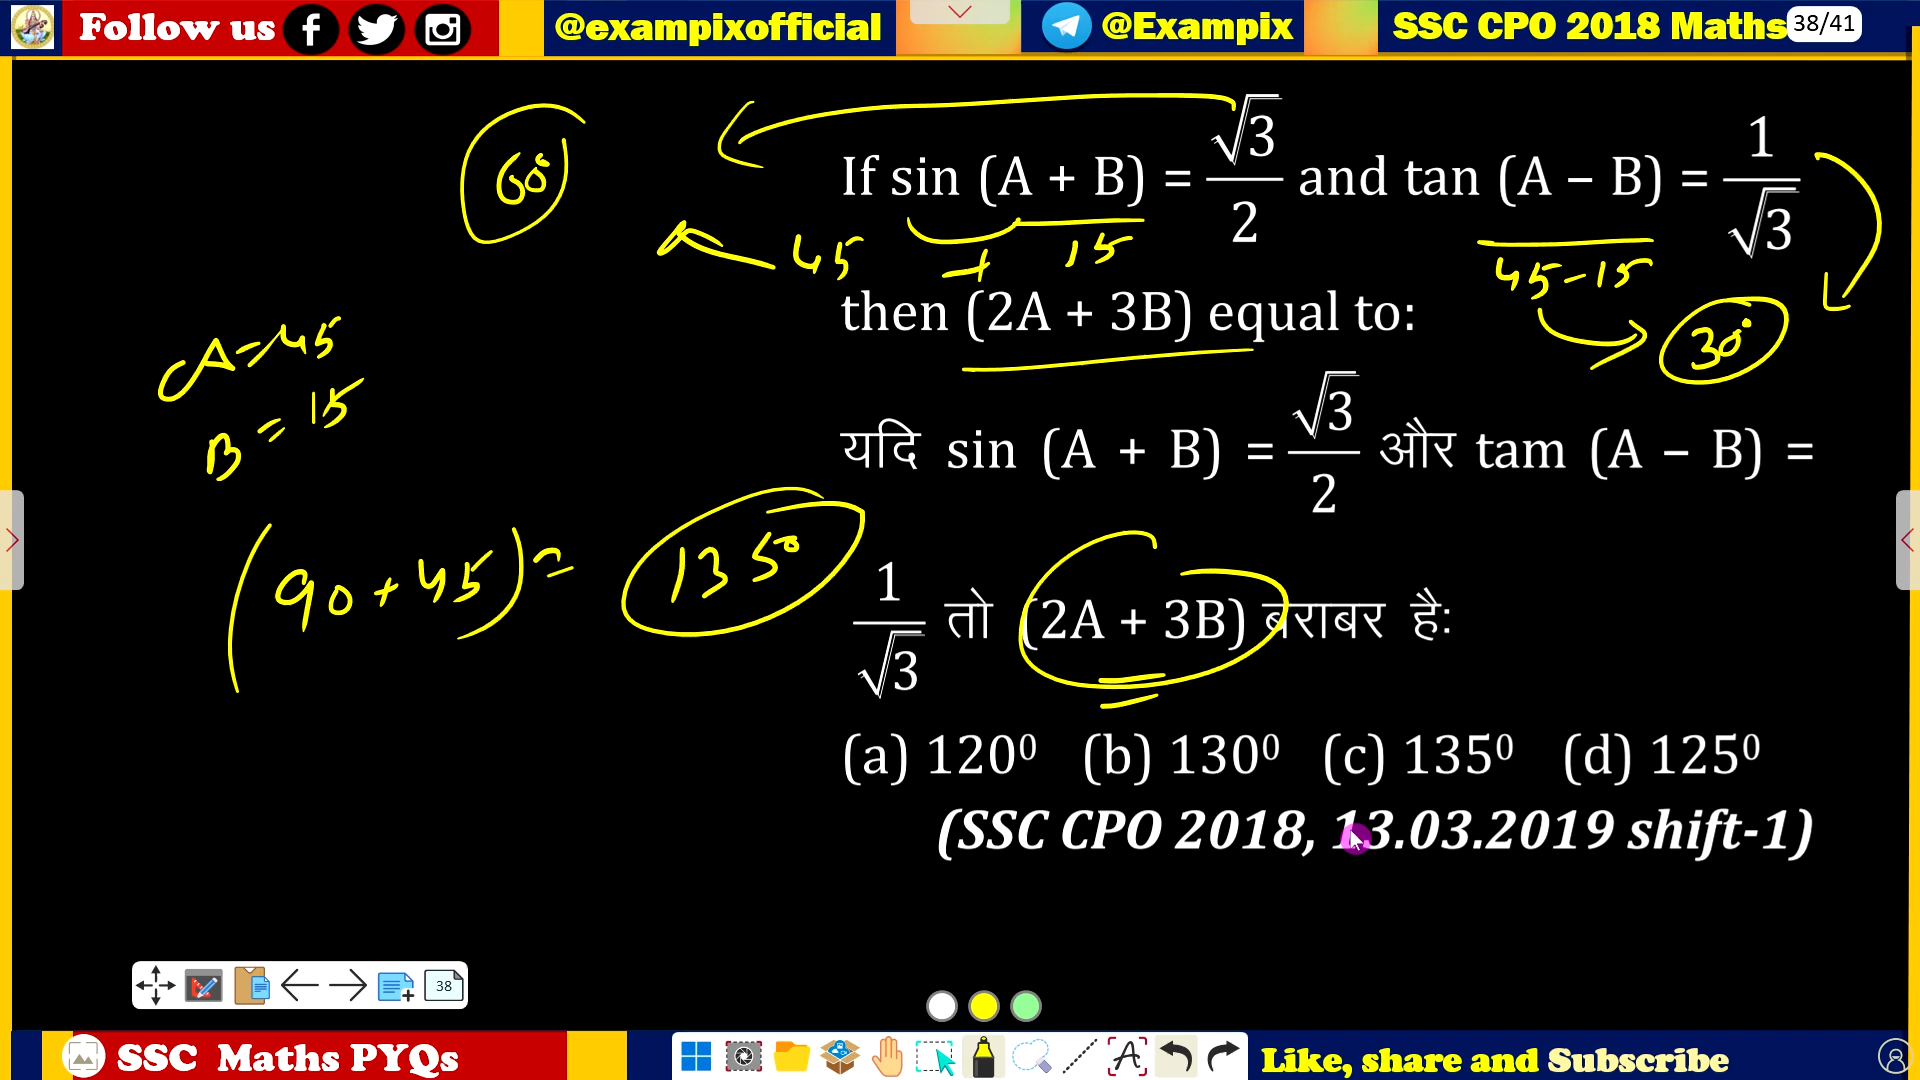 Follow us @exampixofficial @Exampix SSC CPO 2018 Maths 38/41
60°
If sin (A + B) = √3/2 and tan (A − B) = 1/√3
45 + 15
45-15
then (2A + 3B) equal to:
30°
A=45
B=15
यदि sin (A + B) = √3/2 और tam (A − B) =
(90+45)= 135°
1/√3 तो (2A + 3B) बराबर है:
(a) 120⁰ (b) 130⁰ (c) 135⁰ (d) 125⁰
(SSC CPO 2018, 13.03.2019 shift-1)
38
SSC Maths PYQs
Like, share and Subscribe